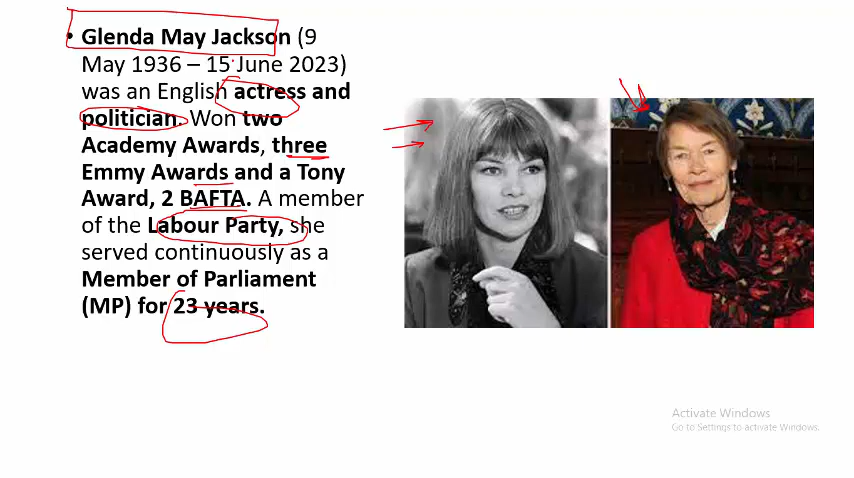 • Glenda May Jackson (9
May 1936 – 15 June 2023)
was an English actress and
politician. Won two
Academy Awards, three
Emmy Awards and a Tony
Award, 2 BAFTA. A member
of the Labour Party, she
served continuously as a
Member of Parliament
(MP) for 23 years.
Activate Windows
Go to Settings to activate Windows.